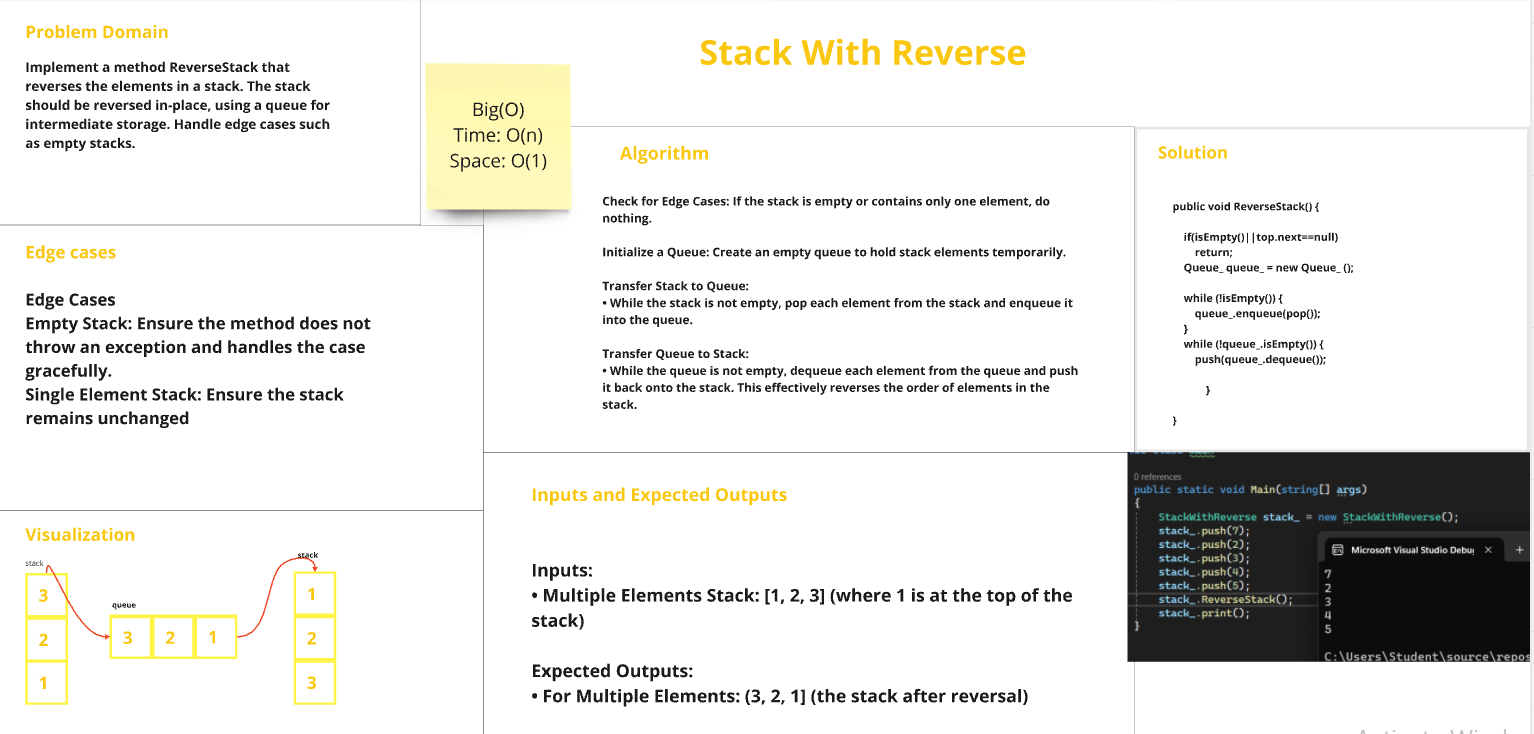 Problem Domain
Implement a method ReverseStack that
reverses the elements in a stack. The stack
should be reversed in-place, using a queue for
intermediate storage. Handle edge cases such
as empty stacks.
Stack With Reverse
Big(O)
Time: O(n)
Space: O(1)
Edge cases
Edge Cases
Empty Stack: Ensure the method does not
throw an exception and handles the case
gracefully.
Single Element Stack: Ensure the stack
remains unchanged
Algorithm
Check for Edge Cases: If the stack is empty or contains only one element, do
nothing.
Initialize a Queue: Create an empty queue to hold stack elements temporarily.
Transfer Stack to Queue:
• While the stack is not empty, pop each element from the stack and enqueue it
into the queue.
Transfer Queue to Stack:
• While the queue is not empty, dequeue each element from the queue and push
it back onto the stack. This effectively reverses the order of elements in the
stack.
Solution
public void ReverseStack() {
if(isEmpty()||top.next==null)
return;
Queue_ queue_ = new Queue_ ();
while (!isEmpty()) {
queue_.enqueue(pop());
}
while (!queue_.isEmpty()) {
push(queue_.dequeue());
}
}
Visualization
stack
3
2
1
queue
3 2 1
stack
1
2
3
Inputs and Expected Outputs
Inputs:
• Multiple Elements Stack: [1, 2, 3] (where 1 is at the top of the
stack)
Expected Outputs:
• For Multiple Elements: (3, 2, 1] (the stack after reversal)
0 references
public static void Main(string[] args)
{
StackWithReverse stack_ = new StackWithReverse();
stack_.push(7);
stack_.push(2);
stack_.push(3);
stack_.push(4);
stack_.push(5);
stack_.ReverseStack();
stack_.print();
}
Microsoft Visual Studio Debug
7
2
3
4
5
C:\Users\Student\source\repos